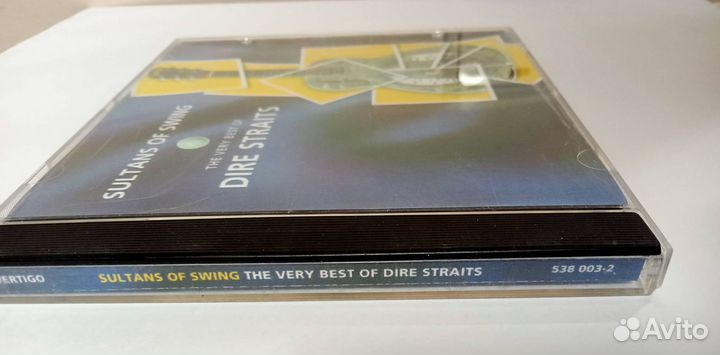 SULTANS OF SWING
THE VERY BEST OF
DIRE STRAITS
VERTIGO SULTANS OF SWING THE VERY BEST OF DIRE STRAITS 538 003-2
Avito